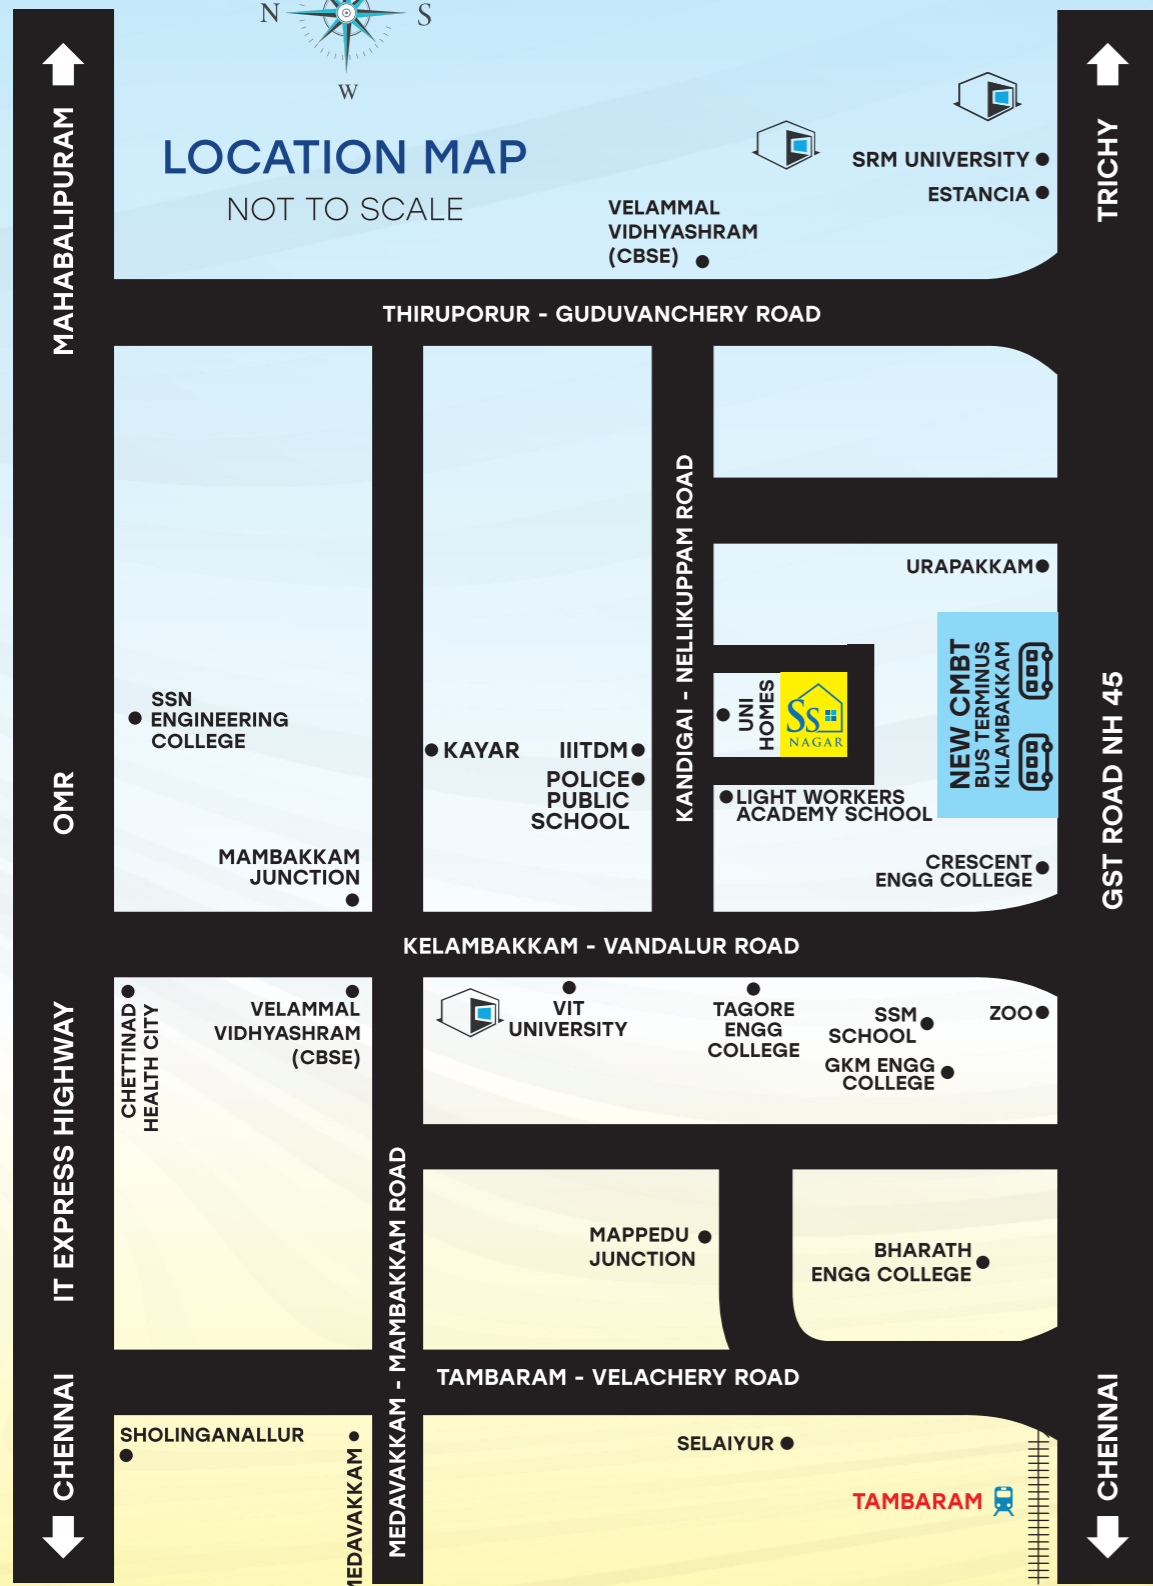 N
S
W
LOCATION MAP
NOT TO SCALE
MAHABALIPURAM
OMR
IT EXPRESS HIGHWAY
CHENNAI
TRICHY
GST ROAD NH 45
CHENNAI
SRM UNIVERSITY
ESTANCIA
VELAMMAL
VIDHYASHRAM
(CBSE)
THIRUPORUR - GUDUVANCHERY ROAD
KANDIGAI - NELLIKUPPAM ROAD
URAPAKKAM
NEW CMBT
BUS TERMINUS
KILAMBAKKAM
UNI
HOMES
SS
NAGAR
SSN
ENGINEERING
COLLEGE
KAYAR
IIITDM
POLICE
PUBLIC
SCHOOL
LIGHT WORKERS
ACADEMY SCHOOL
MAMBAKKAM
JUNCTION
CRESCENT
ENGG COLLEGE
KELAMBAKKAM - VANDALUR ROAD
CHETTINAD
HEALTH CITY
VELAMMAL
VIDHYASHRAM
(CBSE)
VIT
UNIVERSITY
TAGORE
ENGG
COLLEGE
SSM
SCHOOL
GKM ENGG
COLLEGE
ZOO
MEDAVAKKAM - MAMBAKKAM ROAD
MAPPEDU
JUNCTION
BHARATH
ENGG COLLEGE
TAMBARAM - VELACHERY ROAD
SHOLINGANALLUR
MEDAVAKKAM
SELAIYUR
TAMBARAM